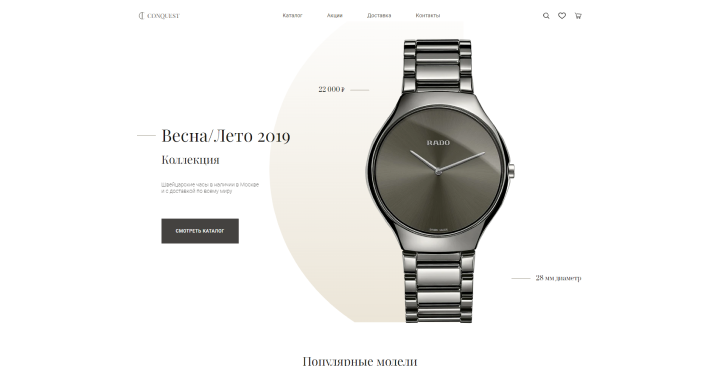 CONQUEST
Каталог
Акции
Доставка
Контакты
22 000 ₽
RADO
Весна/Лето 2019
Коллекция
Швейцарские часы в наличии в Москве
и с доставкой по всему миру
СМОТРЕТЬ КАТАЛОГ
28 мм диаметр
Популярные модели